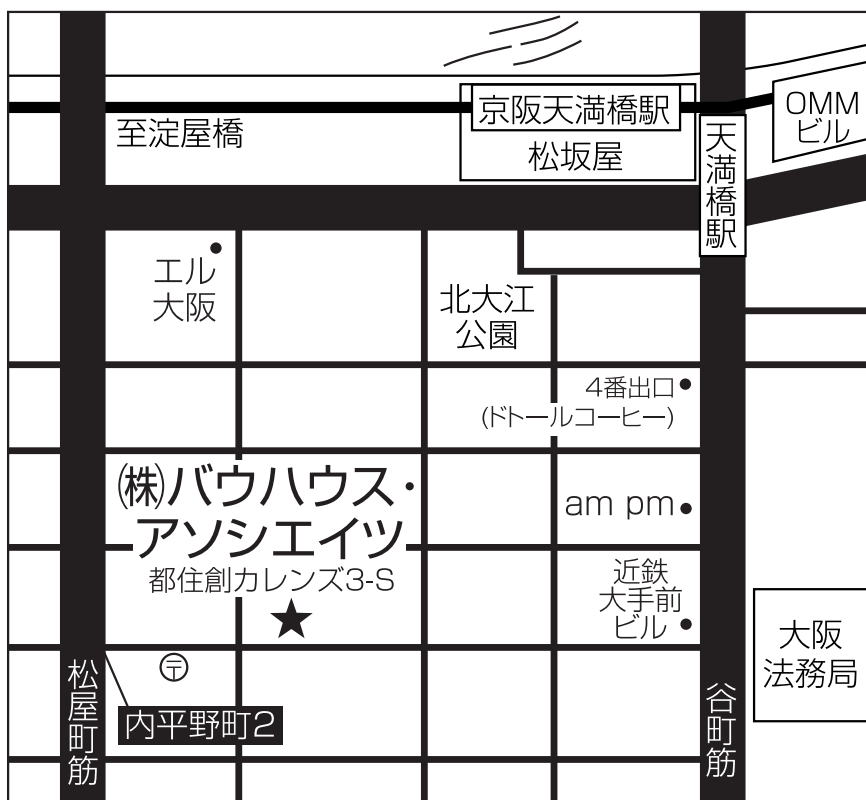 京阪天満橋駅
OMM
ビル
至淀屋橋
松坂屋
天満橋駅
エル
大阪
北大江
公園
4番出口
(ドトールコーヒー)
㈱バウハウス・
アソシエイツ
都住創カレンズ3-S
am pm
近鉄
大手前
ビル
大阪
法務局
松屋町筋
内平野町2
谷町筋